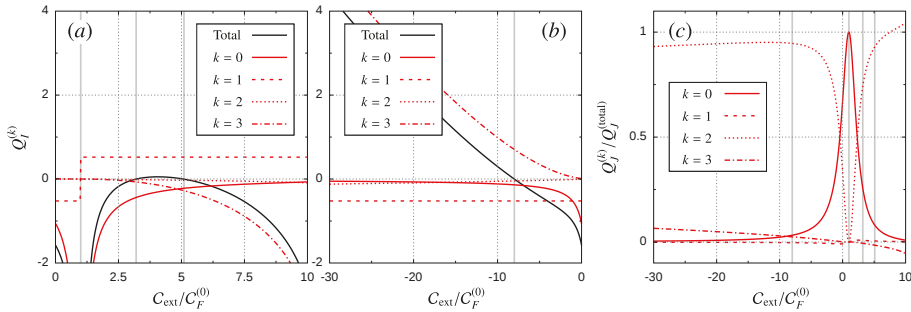 4
2
0
-2
0
2.5
5
7.5
10
(a)
Total
k = 0
k = 1
k = 2
k = 3
Q_I^{(k)}
C_ext/C_F^{(0)}
4
2
0
-2
-30
-20
-10
0
(b)
Total
k = 0
k = 1
k = 2
k = 3
C_ext/C_F^{(0)}
1
0.5
0
-30
-20
-10
0
10
(c)
k = 0
k = 1
k = 2
k = 3
Q_J^{(k)}/Q_J^{(total)}
C_ext/C_F^{(0)}